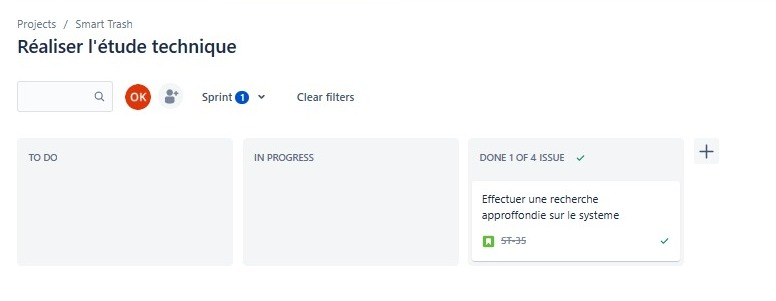 Projects / Smart Trash
Réaliser l'étude technique
OK
Sprint 1
Clear filters
TO DO
IN PROGRESS
DONE 1 OF 4 ISSUE
Effectuer une recherche
approffondie sur le systeme
ST-35